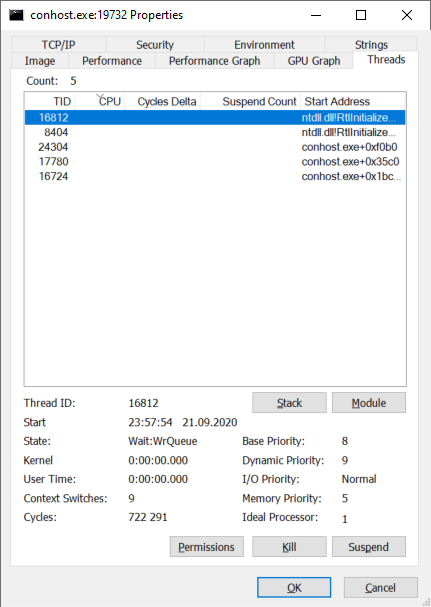 conhost.exe:19732 Properties
TCP/IP Security Environment Strings
Image Performance Performance Graph GPU Graph Threads
Count: 5
TID CPU Cycles Delta Suspend Count Start Address
16812 ntdll.dll!RtlInitialize...
8404 ntdll.dll!RtlInitialize...
24304 conhost.exe+0xf0b0
17780 conhost.exe+0x35c0
16724 conhost.exe+0x1bc...
Thread ID: 16812 Stack Module
Start 23:57:54 21.09.2020
State: Wait:WrQueue Base Priority: 8
Kernel 0:00:00.000 Dynamic Priority: 9
User Time: 0:00:00.000 I/O Priority: Normal
Context Switches: 9 Memory Priority: 5
Cycles: 722 291 Ideal Processor: 1
Permissions Kill Suspend
OK Cancel